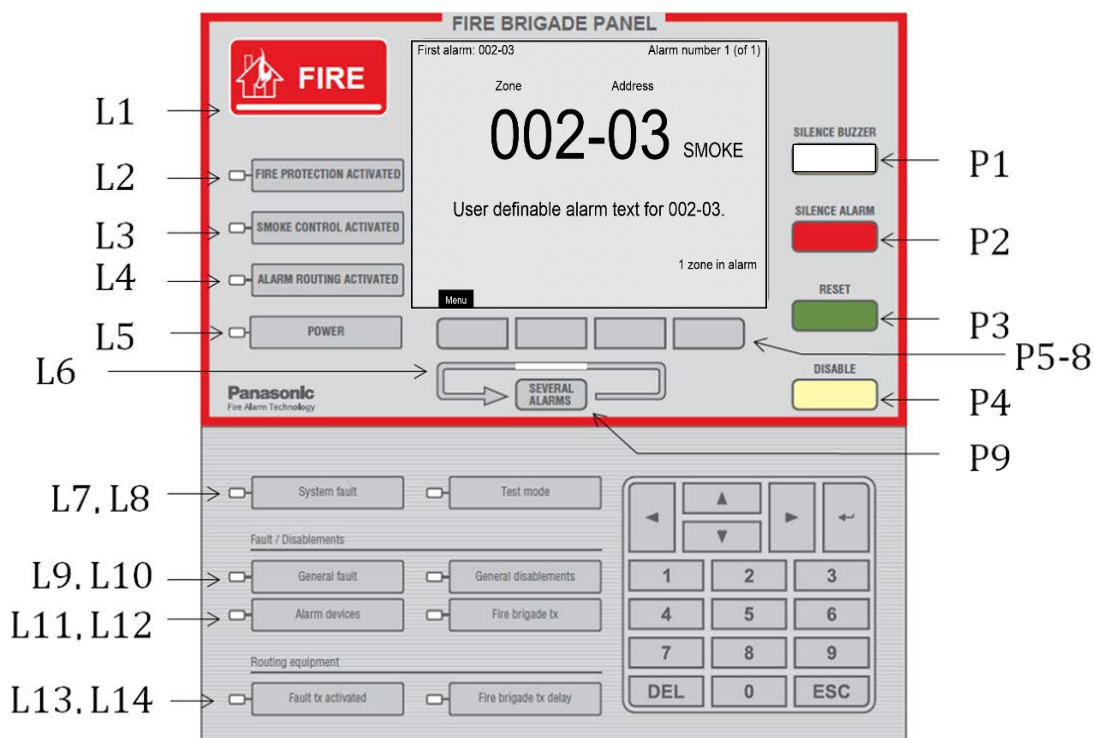 FIRE BRIGADE PANEL
First alarm: 002-03 Alarm number 1 (of 1)
Zone Address
002-03 SMOKE
User definable alarm text for 002-03.
1 zone in alarm
Menu
L1
FIRE
L2
FIRE PROTECTION ACTIVATED
L3
SMOKE CONTROL ACTIVATED
L4
ALARM ROUTING ACTIVATED
L5
POWER
L6
SEVERAL
ALARMS
Panasonic
Fire Alarm Technology
SILENCE BUZZER
P1
SILENCE ALARM
P2
RESET
P3
P5-8
DISABLE
P4
P9
L7, L8
System fault Test mode
Fault / Disablements
L9, L10
General fault General disablements
L11, L12
Alarm devices Fire brigade tx
Routing equipment
L13, L14
Fault tx activated Fire brigade tx delay
◄ ▲ ► ↵
▼
1 2 3
4 5 6
7 8 9
DEL 0 ESC